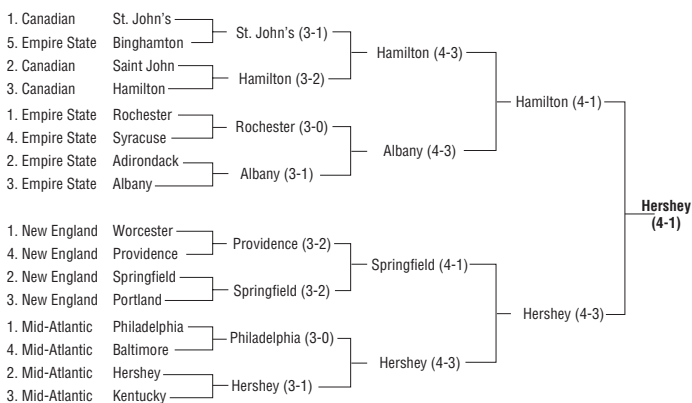 1. Canadian St. John's
5. Empire State Binghamton
St. John's (3-1)
2. Canadian Saint John
3. Canadian Hamilton
Hamilton (3-2)
Hamilton (4-3)
1. Empire State Rochester
4. Empire State Syracuse
Rochester (3-0)
2. Empire State Adirondack
3. Empire State Albany
Albany (3-1)
Albany (4-3)
Hamilton (4-1)
1. New England Worcester
4. New England Providence
Providence (3-2)
2. New England Springfield
3. New England Portland
Springfield (3-2)
Springfield (4-1)
1. Mid-Atlantic Philadelphia
4. Mid-Atlantic Baltimore
Philadelphia (3-0)
2. Mid-Atlantic Hershey
3. Mid-Atlantic Kentucky
Hershey (3-1)
Hershey (4-3)
Hershey (4-3)
Hershey
(4-1)